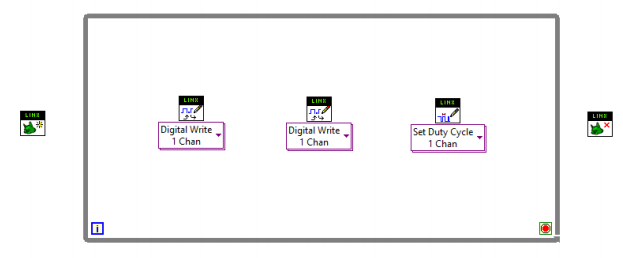 LINX
LINX
LINX
LINX
LINX
Digital Write
1 Chan
Digital Write
1 Chan
Set Duty Cycle
1 Chan
i